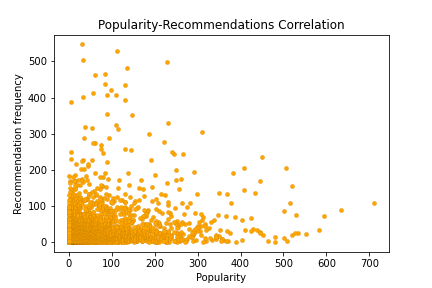 Popularity-Recommendations Correlation
Recommendation frequency
500
400
300
200
100
0
0 100 200 300 400 500 600 700
Popularity